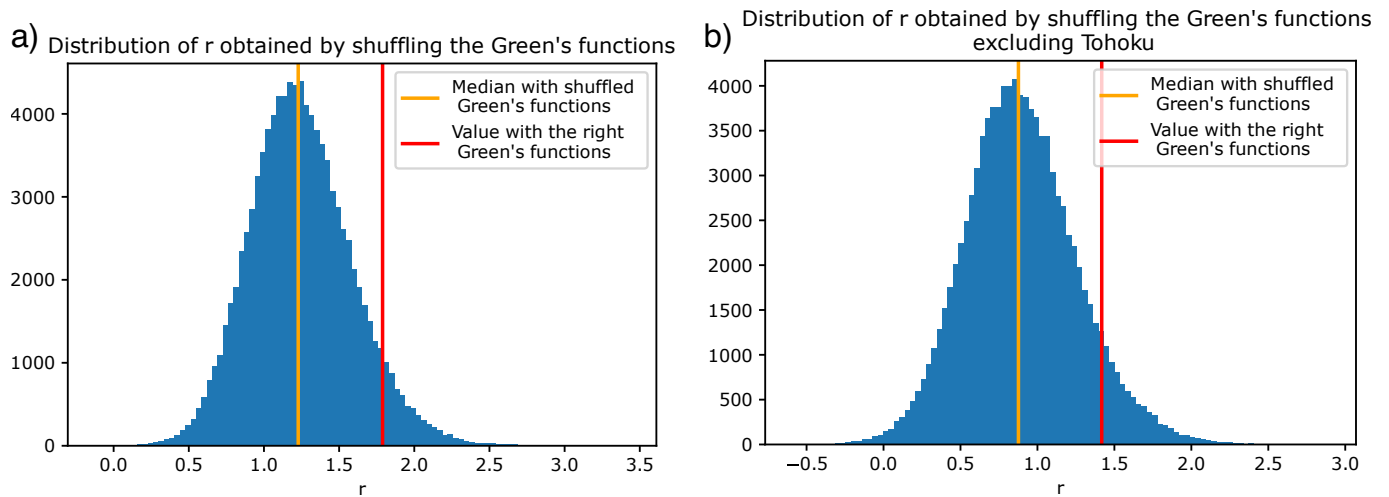 a)
Distribution of r obtained by shuffling the Green's functions
Median with shuffled
Green's functions
Value with the right
Green's functions
4000
3000
2000
1000
0
0.0 0.5 1.0 1.5 2.0 2.5 3.0 3.5
r
b)
Distribution of r obtained by shuffling the Green's functions
excluding Tohoku
Median with shuffled
Green's functions
Value with the right
Green's functions
4000
3500
3000
2500
2000
1500
1000
500
0
−0.5 0.0 0.5 1.0 1.5 2.0 2.5 3.0
r